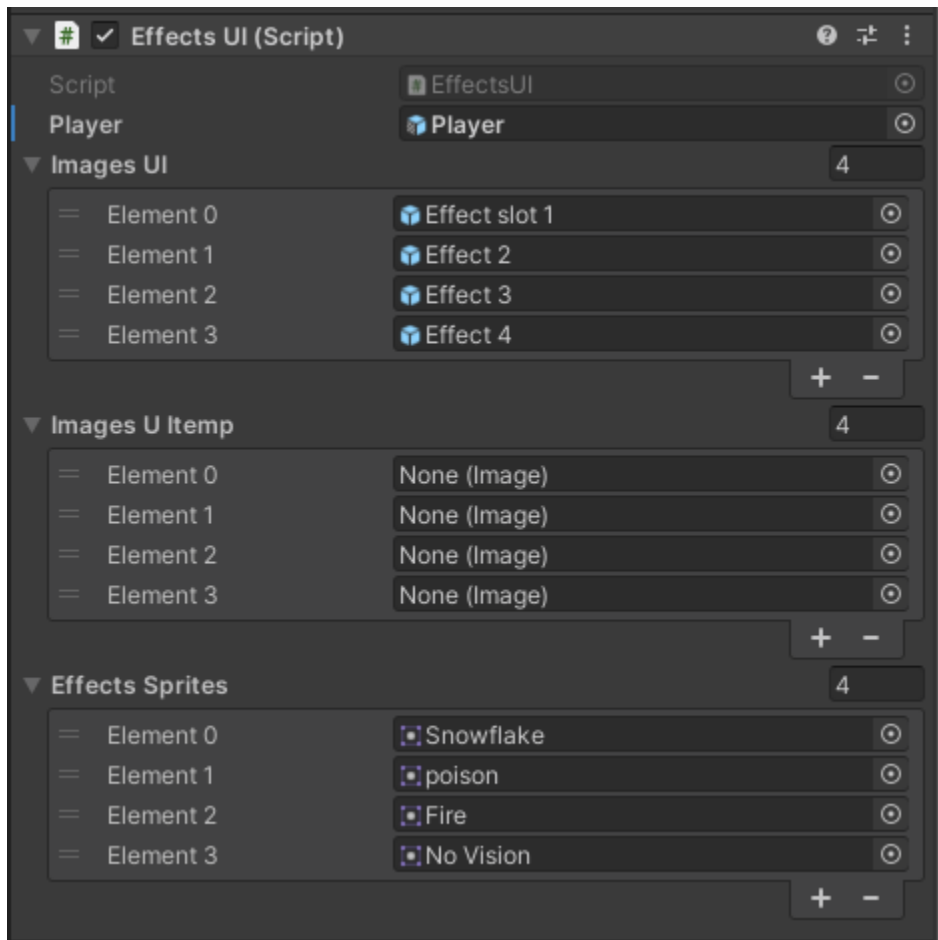 Effects UI (Script)
Script EffectsUI
Player Player
Images UI 4
Element 0 Effect slot 1
Element 1 Effect 2
Element 2 Effect 3
Element 3 Effect 4
+ −
Images U Itemp 4
Element 0 None (Image)
Element 1 None (Image)
Element 2 None (Image)
Element 3 None (Image)
+ −
Effects Sprites 4
Element 0 Snowflake
Element 1 poison
Element 2 Fire
Element 3 No Vision
+ −